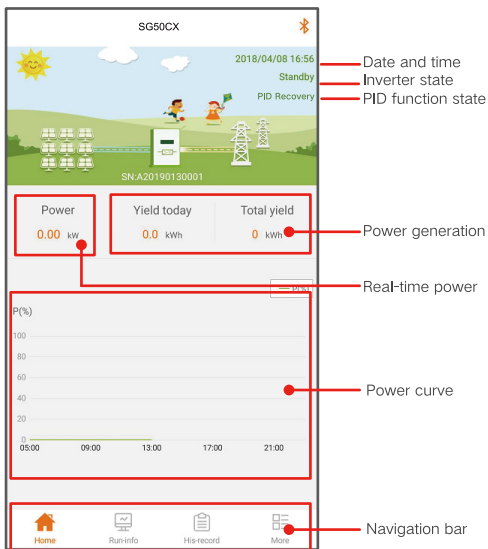 SG50CX
2018/04/08 16:56
Date and time
Standby
Inverter state
PID Recovery
PID function state
SN:A20190130001
Power
Yield today
Total yield
0.00 kW
0.0 kWh
0 kWh
Power generation
Real-time power
P(%)
P(%)
100
80
60
40
20
0
Power curve
05:00 09:00 13:00 17:00 21:00
Home
Run-info
His-record
More
Navigation bar